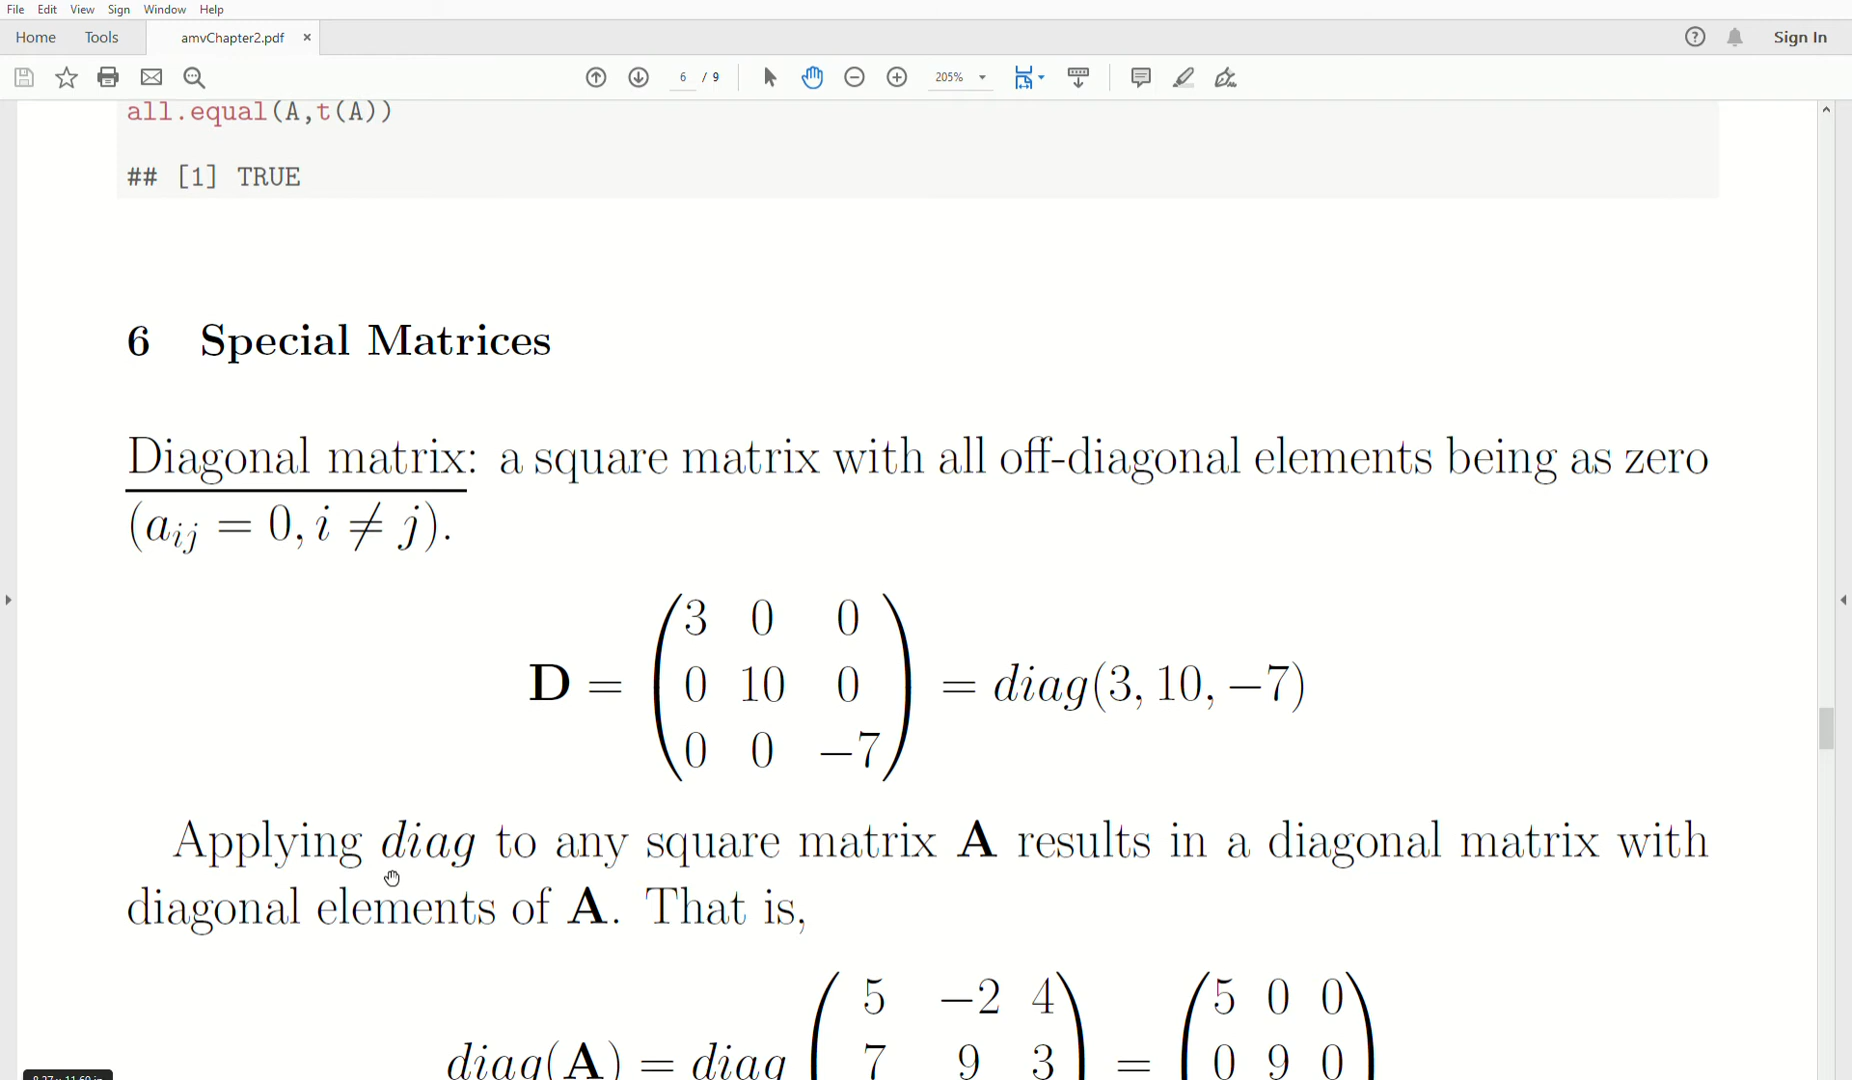 File Edit View Sign Window Help
Home Tools amvChapter2.pdf × Sign In
6 / 9 205%
all.equal(A,t(A))
## [1] TRUE
6 Special Matrices
Diagonal matrix: a square matrix with all off-diagonal elements being as zero
(a_{ij} = 0, i ≠ j).
3 0 0
D = 0 10 0 = diag(3, 10, −7)
0 0 −7
Applying diag to any square matrix A results in a diagonal matrix with
diagonal elements of A. That is,
5 −2 4 5 0 0
diag(A) = diag 7 9 3 = 0 9 0